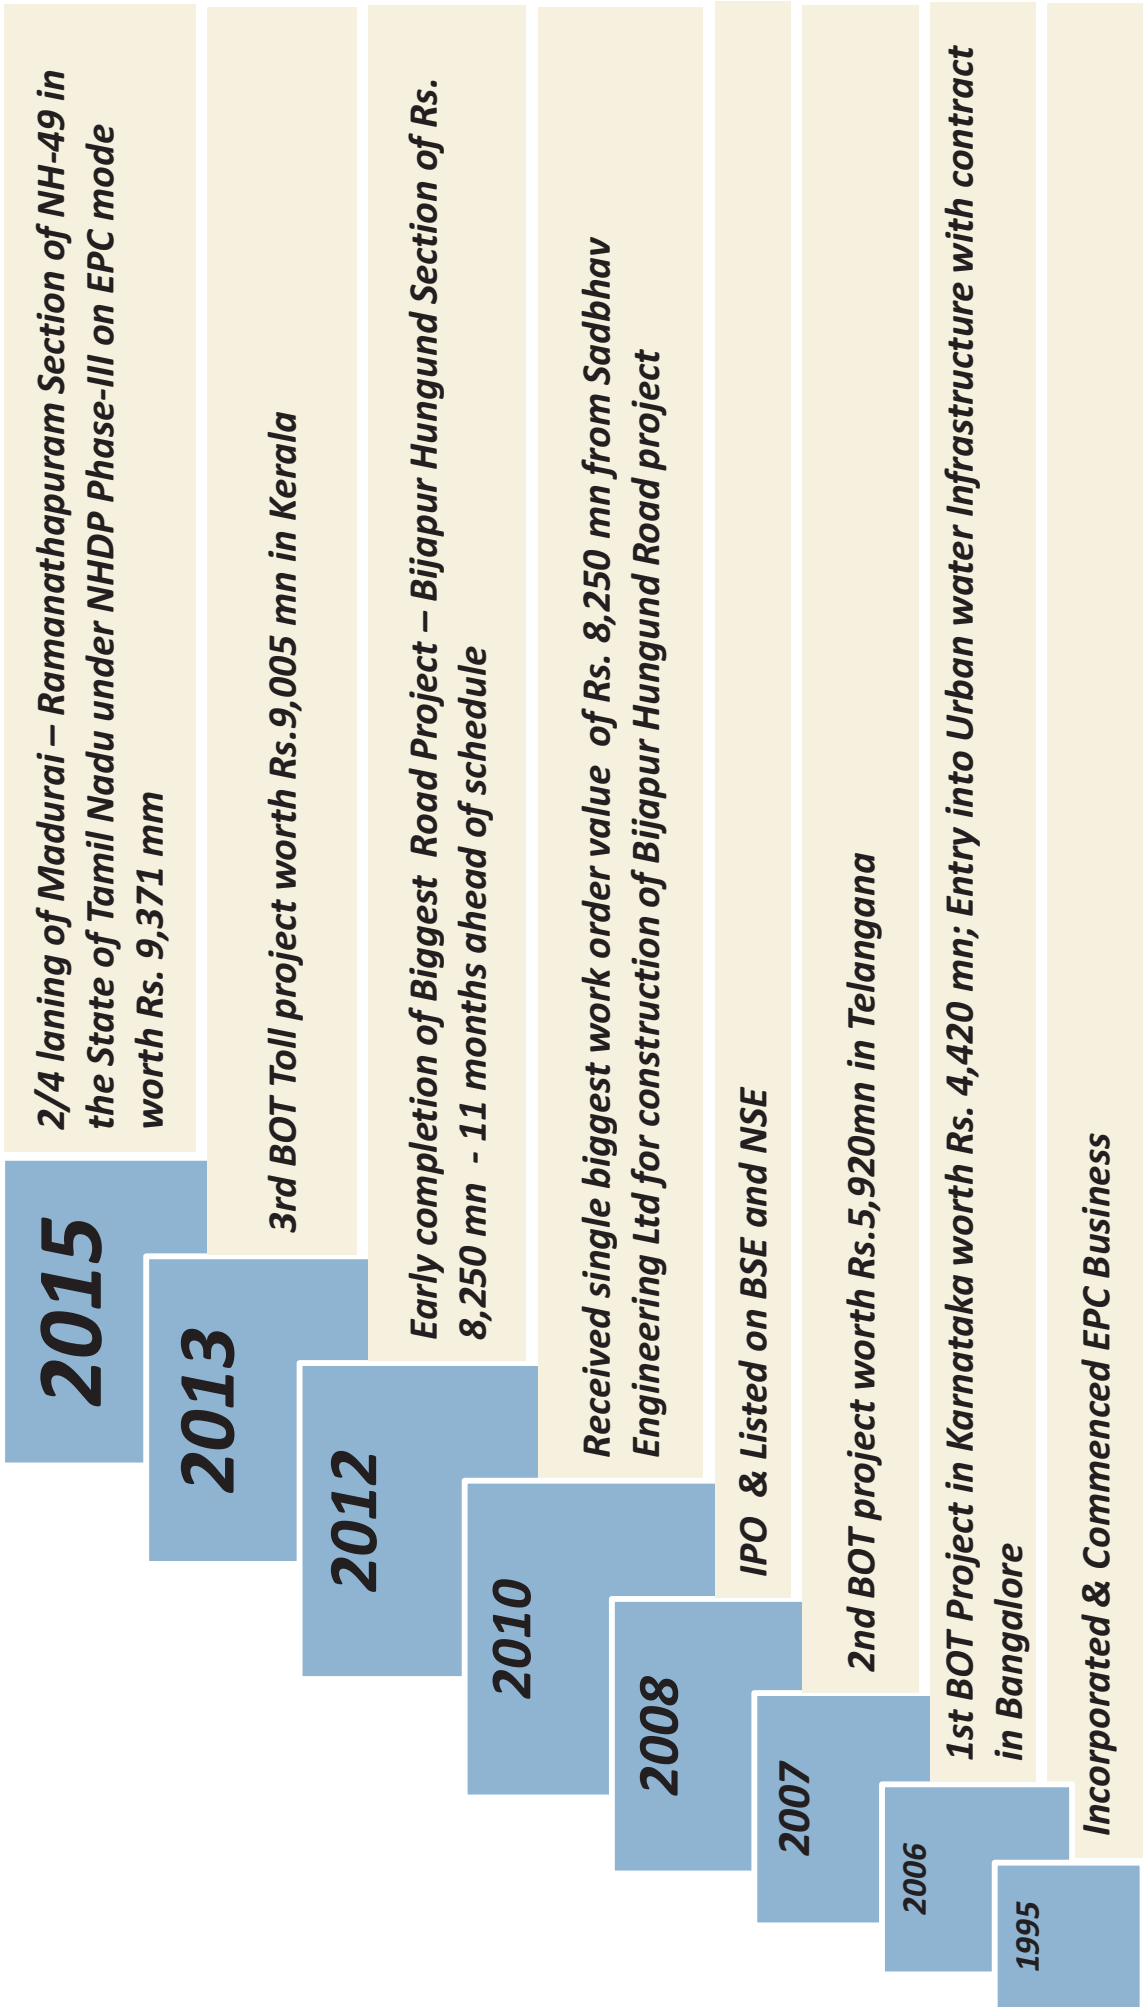 2015
2/4 laning of Madurai – Ramanathapuram Section of NH-49 in
the State of Tamil Nadu under NHDP Phase-III on EPC mode
worth Rs. 9,371 mm
2013
3rd BOT Toll project worth Rs.9,005 mn in Kerala
2012
Early completion of Biggest Road Project – Bijapur Hungund Section of Rs.
8,250 mn - 11 months ahead of schedule
2010
Received single biggest work order value of Rs. 8,250 mn from Sadbhav
Engineering Ltd for construction of Bijapur Hungund Road project
2008
IPO & Listed on BSE and NSE
2007
2nd BOT project worth Rs.5,920mn in Telangana
2006
1st BOT Project in Karnataka worth Rs. 4,420 mn; Entry into Urban water Infrastructure with contract
in Bangalore
1995
Incorporated & Commenced EPC Business